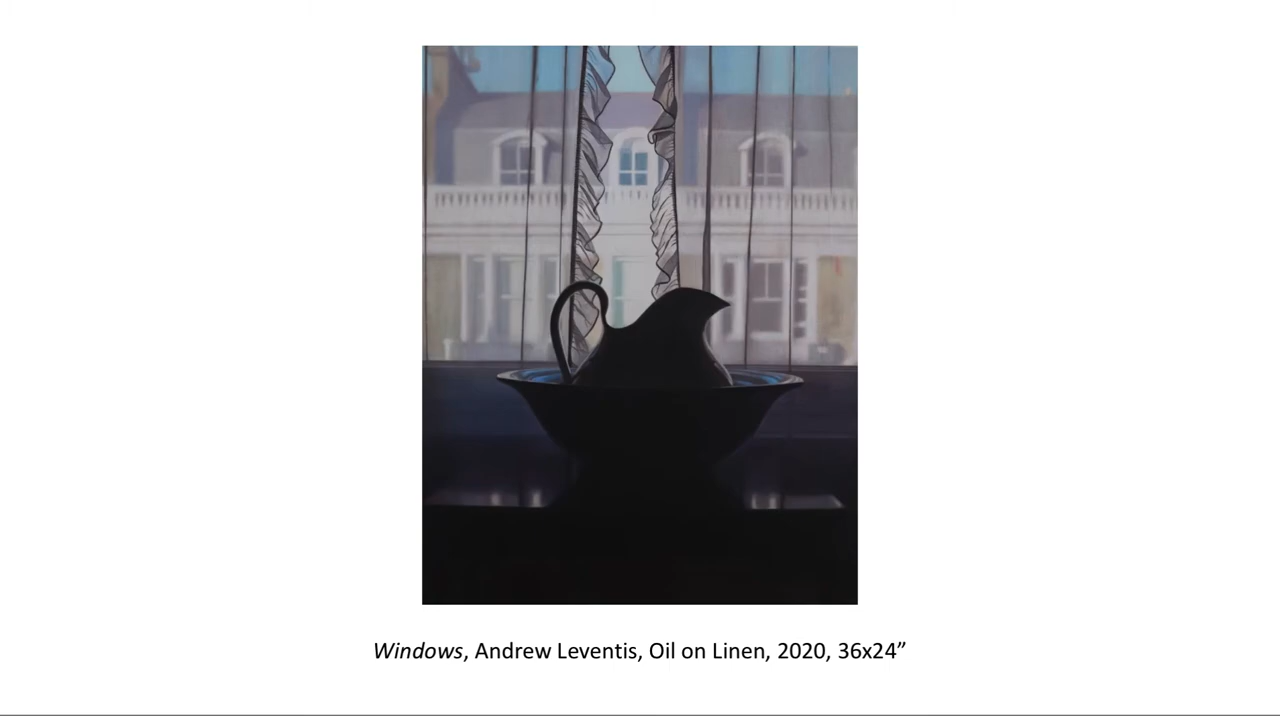 Windows, Andrew Leventis, Oil on Linen, 2020, 36x24”